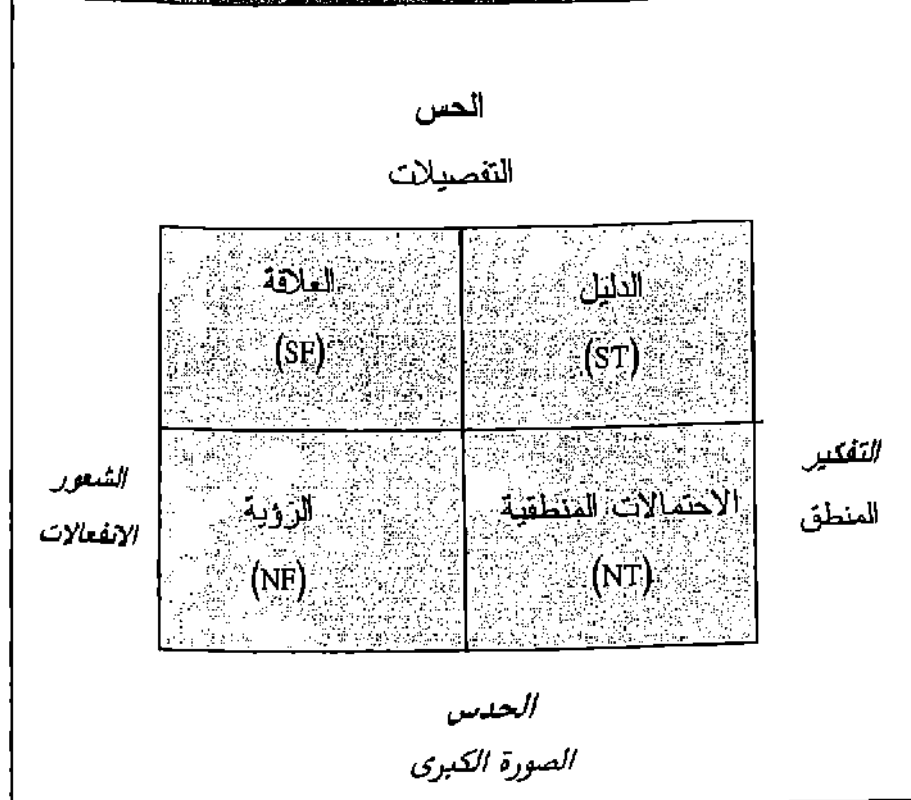 الحس
التفصيلات
الدليل
(ST)
العلاقة
(SF)
التفكير
المنطق
الشعور
الانفعالات
الاحتمالات المنطقية
(NT)
الرؤية
(NF)
الحدس
الصورة الكبرى